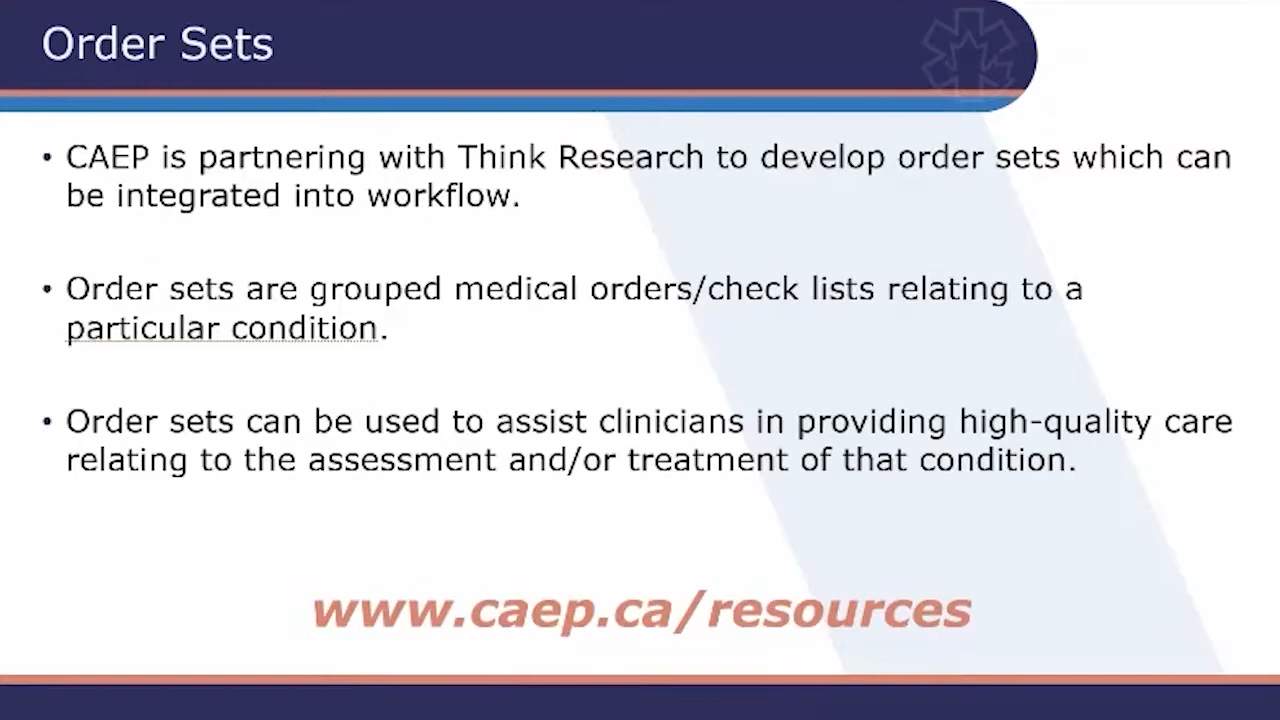 Order Sets
• CAEP is partnering with Think Research to develop order sets which can
be integrated into workflow.
• Order sets are grouped medical orders/check lists relating to a
particular condition.
• Order sets can be used to assist clinicians in providing high-quality care
relating to the assessment and/or treatment of that condition.
www.caep.ca/resources